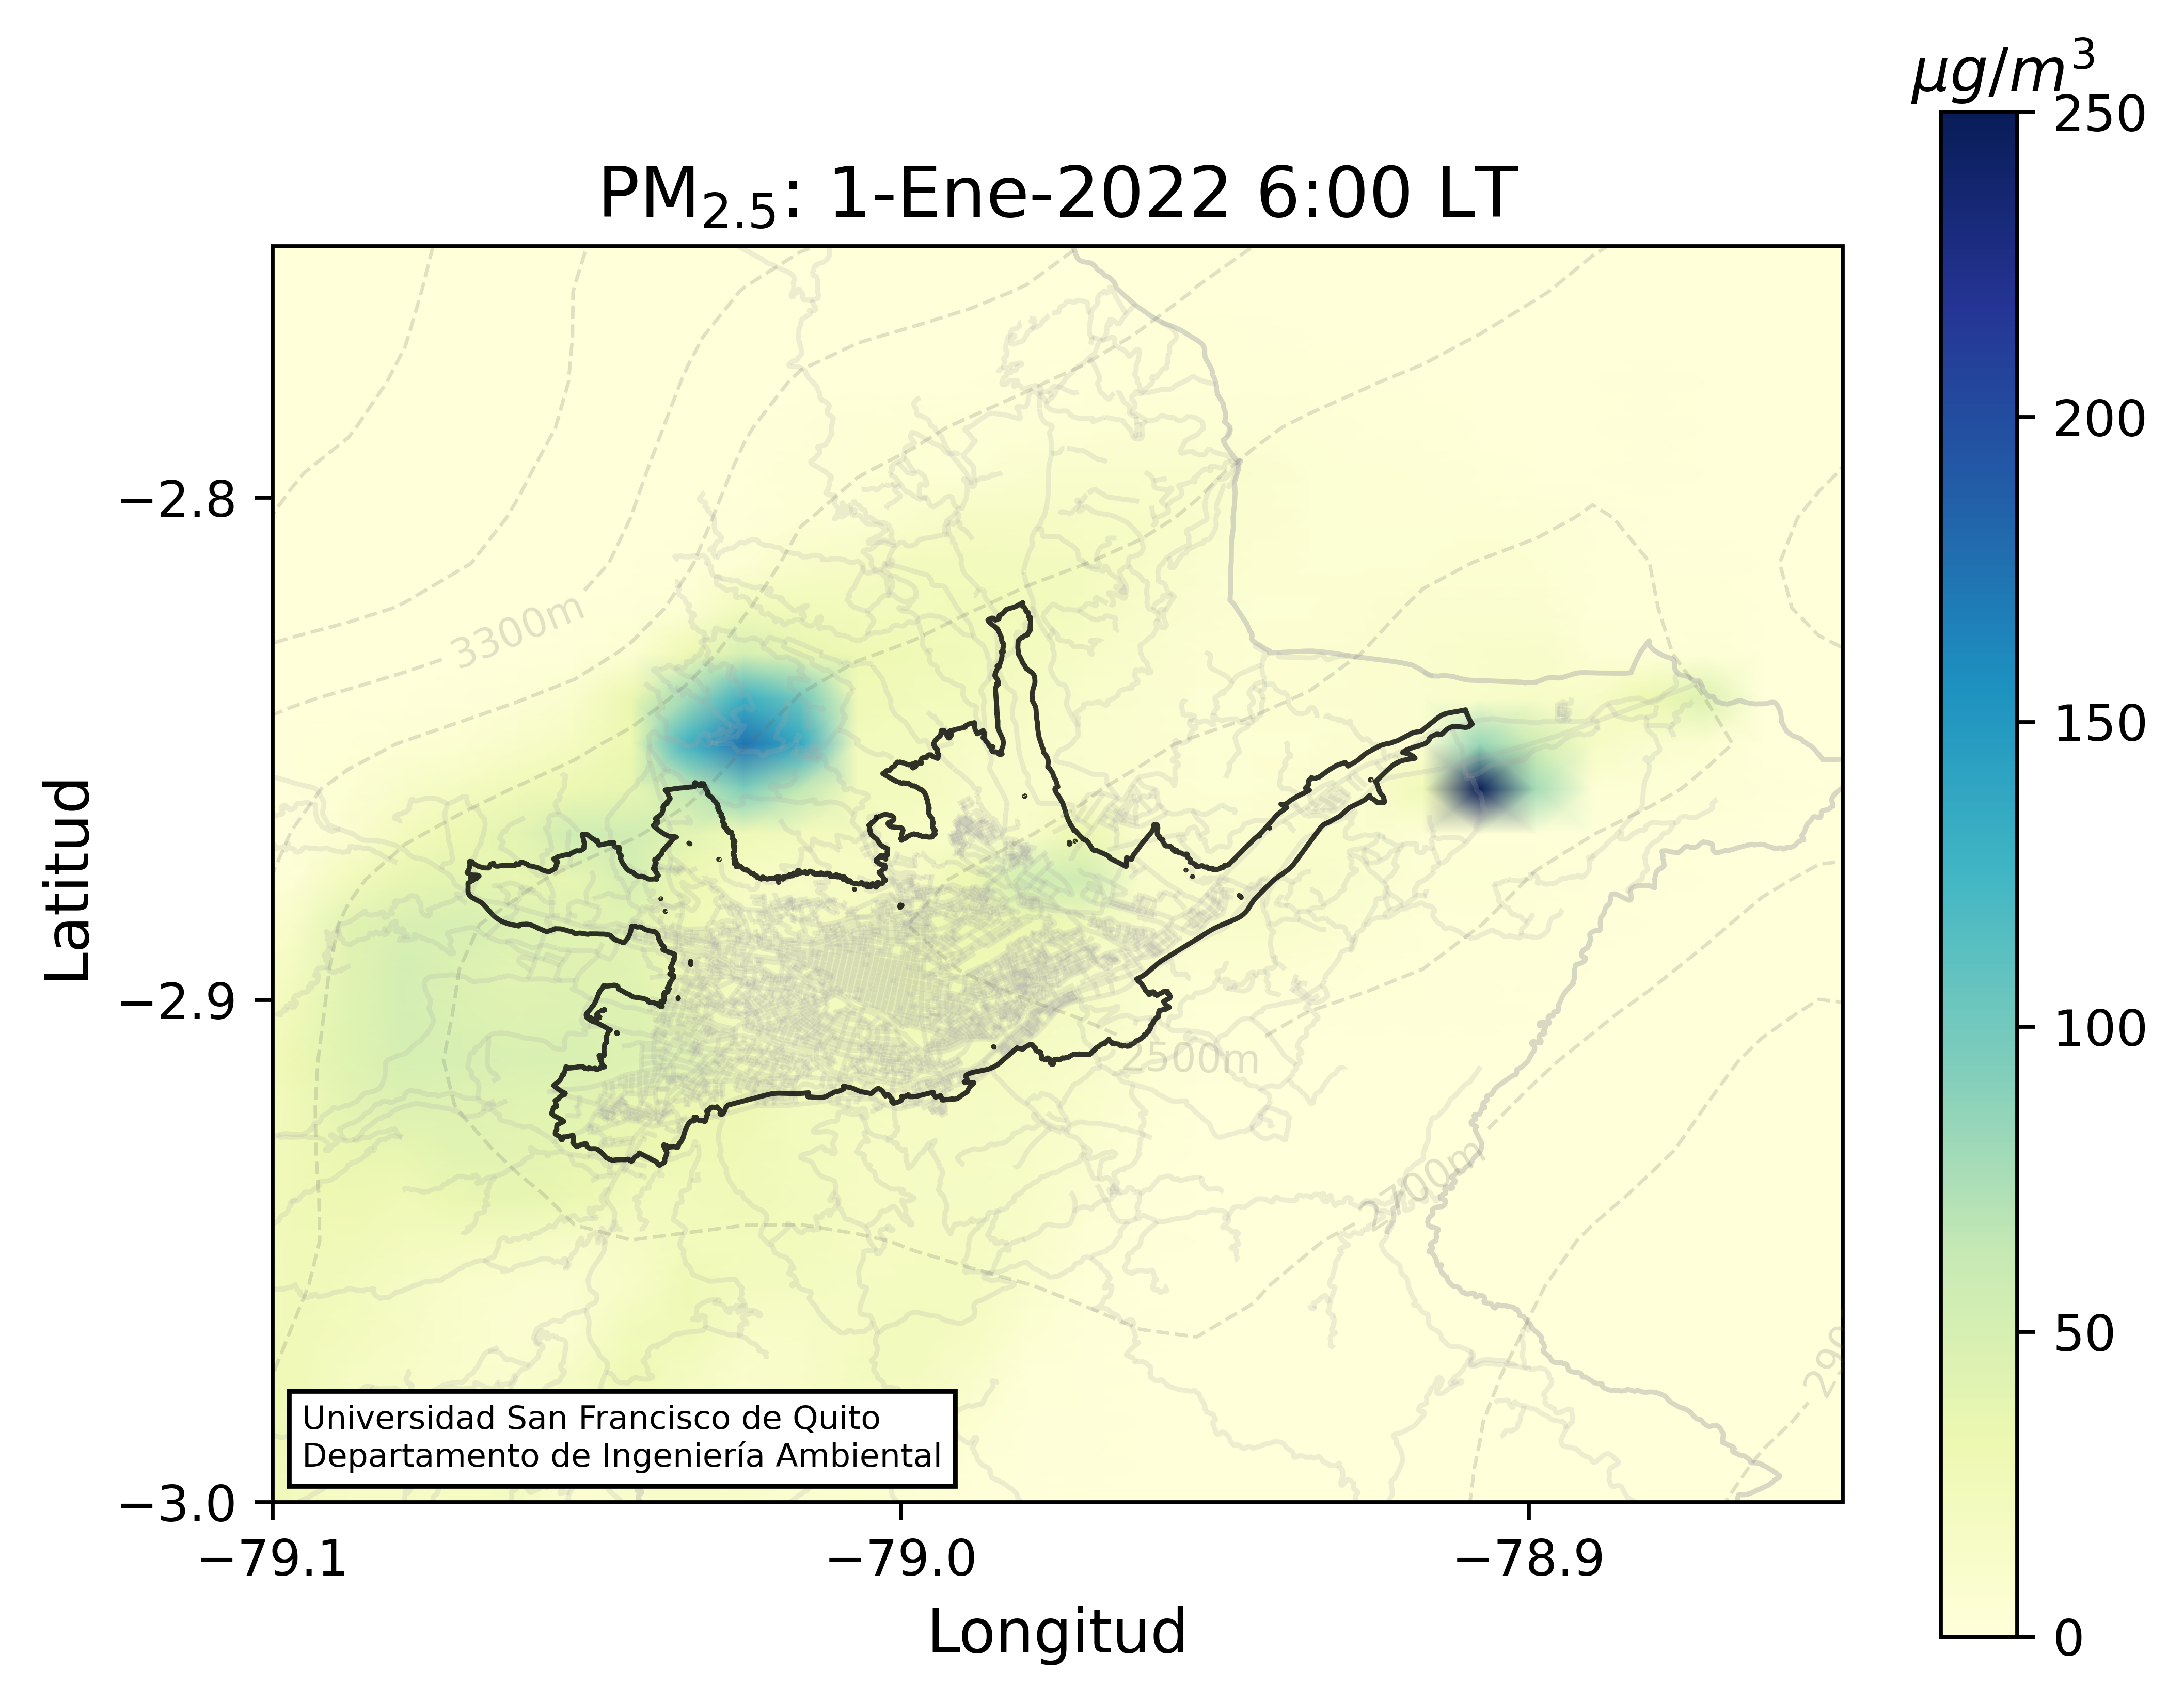 μg/m³
PM₂.₅: 1-Ene-2022 6:00 LT
250
200
150
100
50
0
Latitud
−2.8
−2.9
−3.0
3300m
2500m
2700m
Universidad San Francisco de Quito
Departamento de Ingeniería Ambiental
−79.1
−79.0
−78.9
Longitud